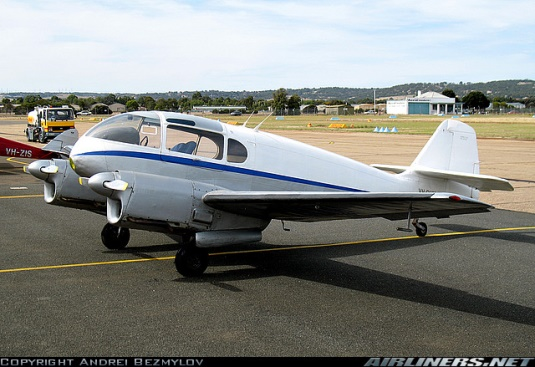 VH-ZIS
COPYRIGHT ANDREI BEZMYLOV
AIRLINERS.NET